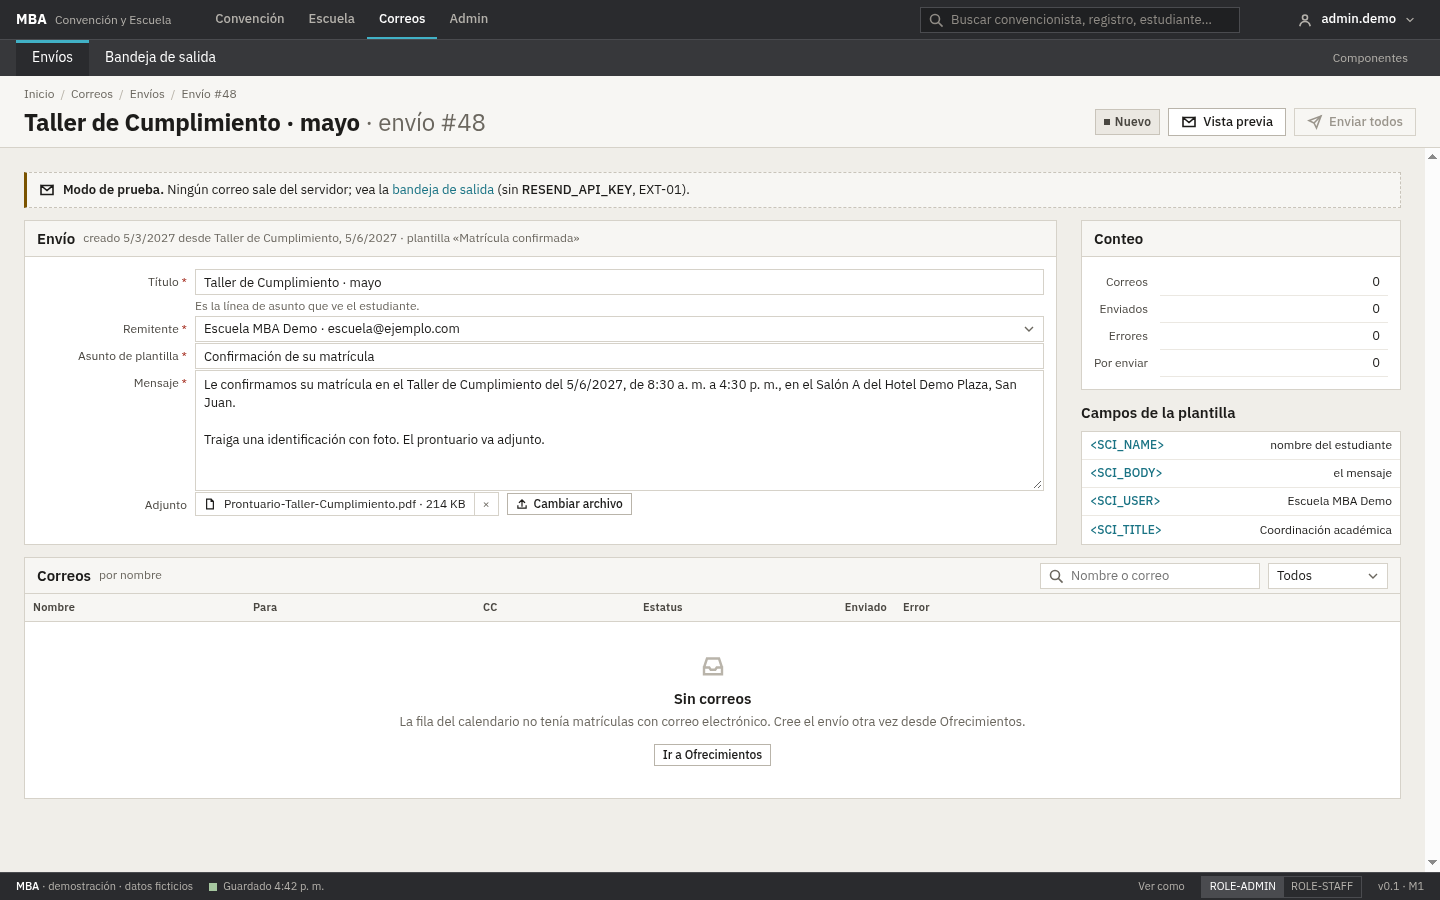 MBA Convención y Escuela Convención Escuela Correos Admin Buscar convencionista, registro, estudiante... admin.demo
Envíos Bandeja de salida Componentes
Inicio / Correos / Envíos / Envío #48
Taller de Cumplimiento · mayo · envío #48 Nuevo Vista previa Enviar todos
Modo de prueba. Ningún correo sale del servidor; vea la bandeja de salida (sin RESEND_API_KEY, EXT-01).
Envío creado 5/3/2027 desde Taller de Cumplimiento, 5/6/2027 · plantilla «Matrícula confirmada»
Título * Taller de Cumplimiento · mayo
Es la línea de asunto que ve el estudiante.
Remitente * Escuela MBA Demo · escuela@ejemplo.com
Asunto de plantilla * Confirmación de su matrícula
Mensaje * Le confirmamos su matrícula en el Taller de Cumplimiento del 5/6/2027, de 8:30 a. m. a 4:30 p. m., en el Salón A del Hotel Demo Plaza, San
Juan.
Traiga una identificación con foto. El prontuario va adjunto.
Adjunto Prontuario-Taller-Cumplimiento.pdf · 214 KB × Cambiar archivo
Conteo
Correos 0
Enviados 0
Errores 0
Por enviar 0
Campos de la plantilla
<SCI_NAME> nombre del estudiante
<SCI_BODY> el mensaje
<SCI_USER> Escuela MBA Demo
<SCI_TITLE> Coordinación académica
Correos por nombre Nombre o correo Todos
Nombre Para CC Estatus Enviado Error
Sin correos
La fila del calendario no tenía matrículas con correo electrónico. Cree el envío otra vez desde Ofrecimientos.
Ir a Ofrecimientos
MBA · demostración · datos ficticios Guardado 4:42 p. m. Ver como ROLE-ADMIN ROLE-STAFF v0.1 · M1